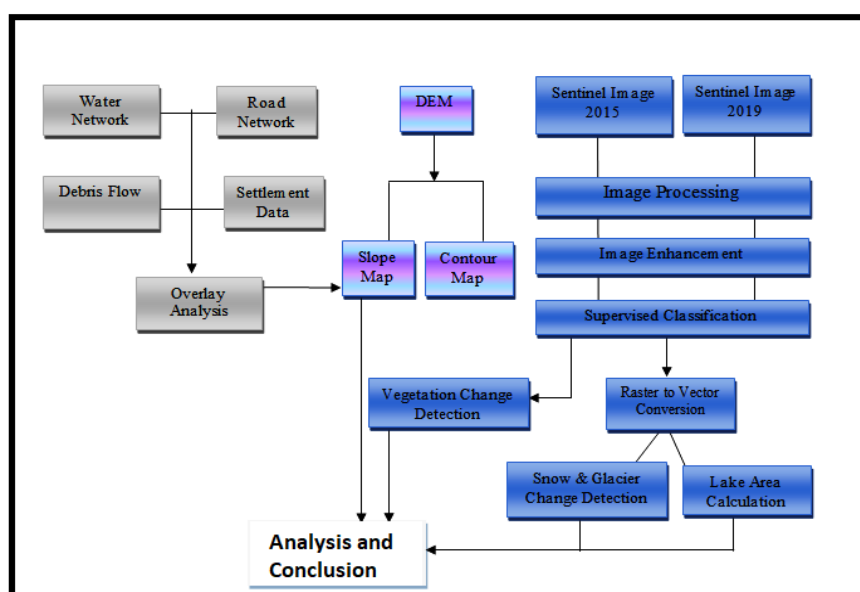 Water
Network
Road
Network
DEM
Sentinel Image
2015
Sentinel Image
2019
Debris Flow
Settlement
Data
Image Processing
Slope
Map
Contour
Map
Image Enhancement
Overlay
Analysis
Supervised Classification
Vegetation Change
Detection
Raster to Vector
Conversion
Snow & Glacier
Change Detection
Lake Area
Calculation
Analysis and
Conclusion